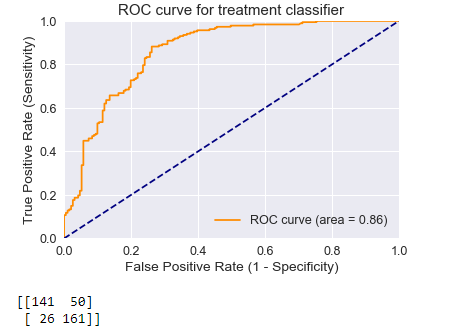 ROC curve for treatment classifier
True Positive Rate (Sensitivity)
1.0
0.8
0.6
0.4
0.2
0.0
ROC curve (area = 0.86)
0.0 0.2 0.4 0.6 0.8 1.0
False Positive Rate (1 - Specificity)
[[141 50]
[ 26 161]]